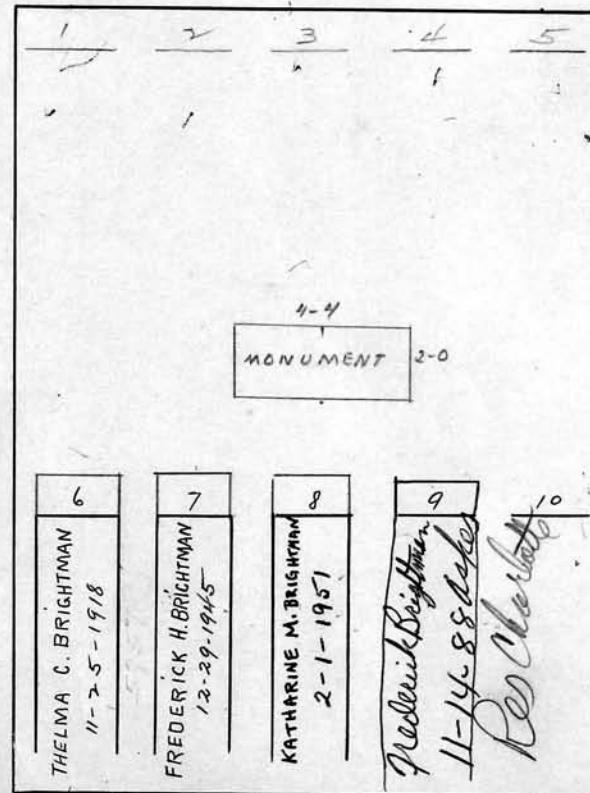 1 2 3 4 5
4-4
MONUMENT 2-0
6 7 8 9 10
THELMA C. BRIGHTMAN
11-25-1918
FREDERICK H. BRIGHTMAN
12-29-1945
KATHARINE M. BRIGHTMAN
2-1-1951
Frederick Brightman
11-14-88 ashes
Res Charlotte